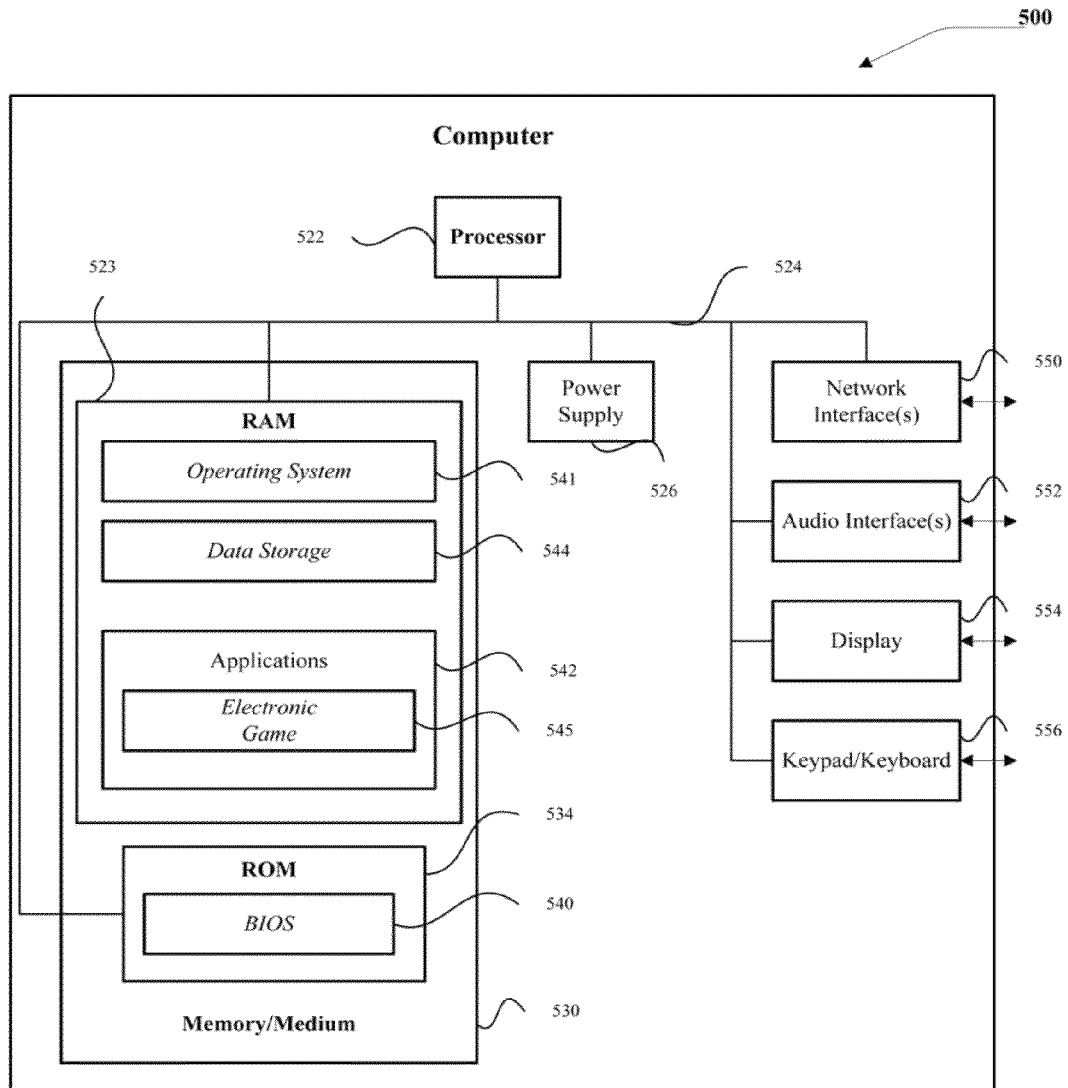 500
Computer
Processor
522
523
524
550
Network
Interface(s)
Power
Supply
526
RAM
Operating System
541
552
Audio Interface(s)
Data Storage
544
554
Display
Applications
542
Electronic
Game
545
556
Keypad/Keyboard
534
ROM
BIOS
540
Memory/Medium
530